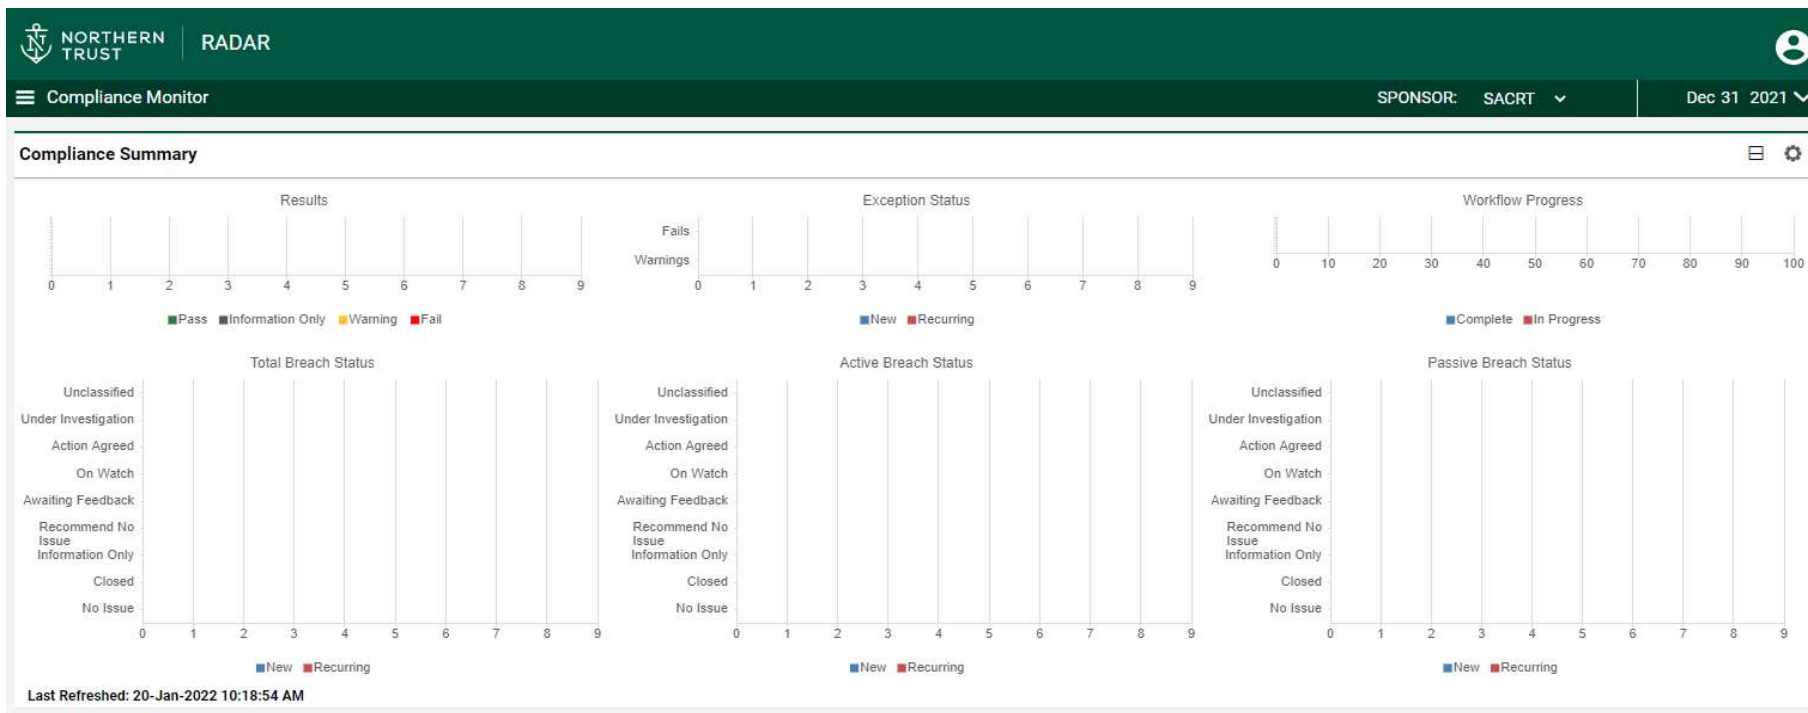 NORTHERN
TRUST
RADAR
Compliance Monitor
SPONSOR: SACRT
Dec 31 2021
Compliance Summary
Results
0 1 2 3 4 5 6 7 8 9
Pass Information Only Warning Fail
Exception Status
Fails
Warnings
0 1 2 3 4 5 6 7 8 9
New Recurring
Workflow Progress
0 10 20 30 40 50 60 70 80 90 100
Complete In Progress
Total Breach Status
Unclassified
Under Investigation
Action Agreed
On Watch
Awaiting Feedback
Recommend No
Issue
Information Only
Closed
No Issue
0 1 2 3 4 5 6 7 8 9
New Recurring
Active Breach Status
Unclassified
Under Investigation
Action Agreed
On Watch
Awaiting Feedback
Recommend No
Issue
Information Only
Closed
No Issue
0 1 2 3 4 5 6 7 8 9
New Recurring
Passive Breach Status
Unclassified
Under Investigation
Action Agreed
On Watch
Awaiting Feedback
Recommend No
Issue
Information Only
Closed
No Issue
0 1 2 3 4 5 6 7 8 9
New Recurring
Last Refreshed: 20-Jan-2022 10:18:54 AM